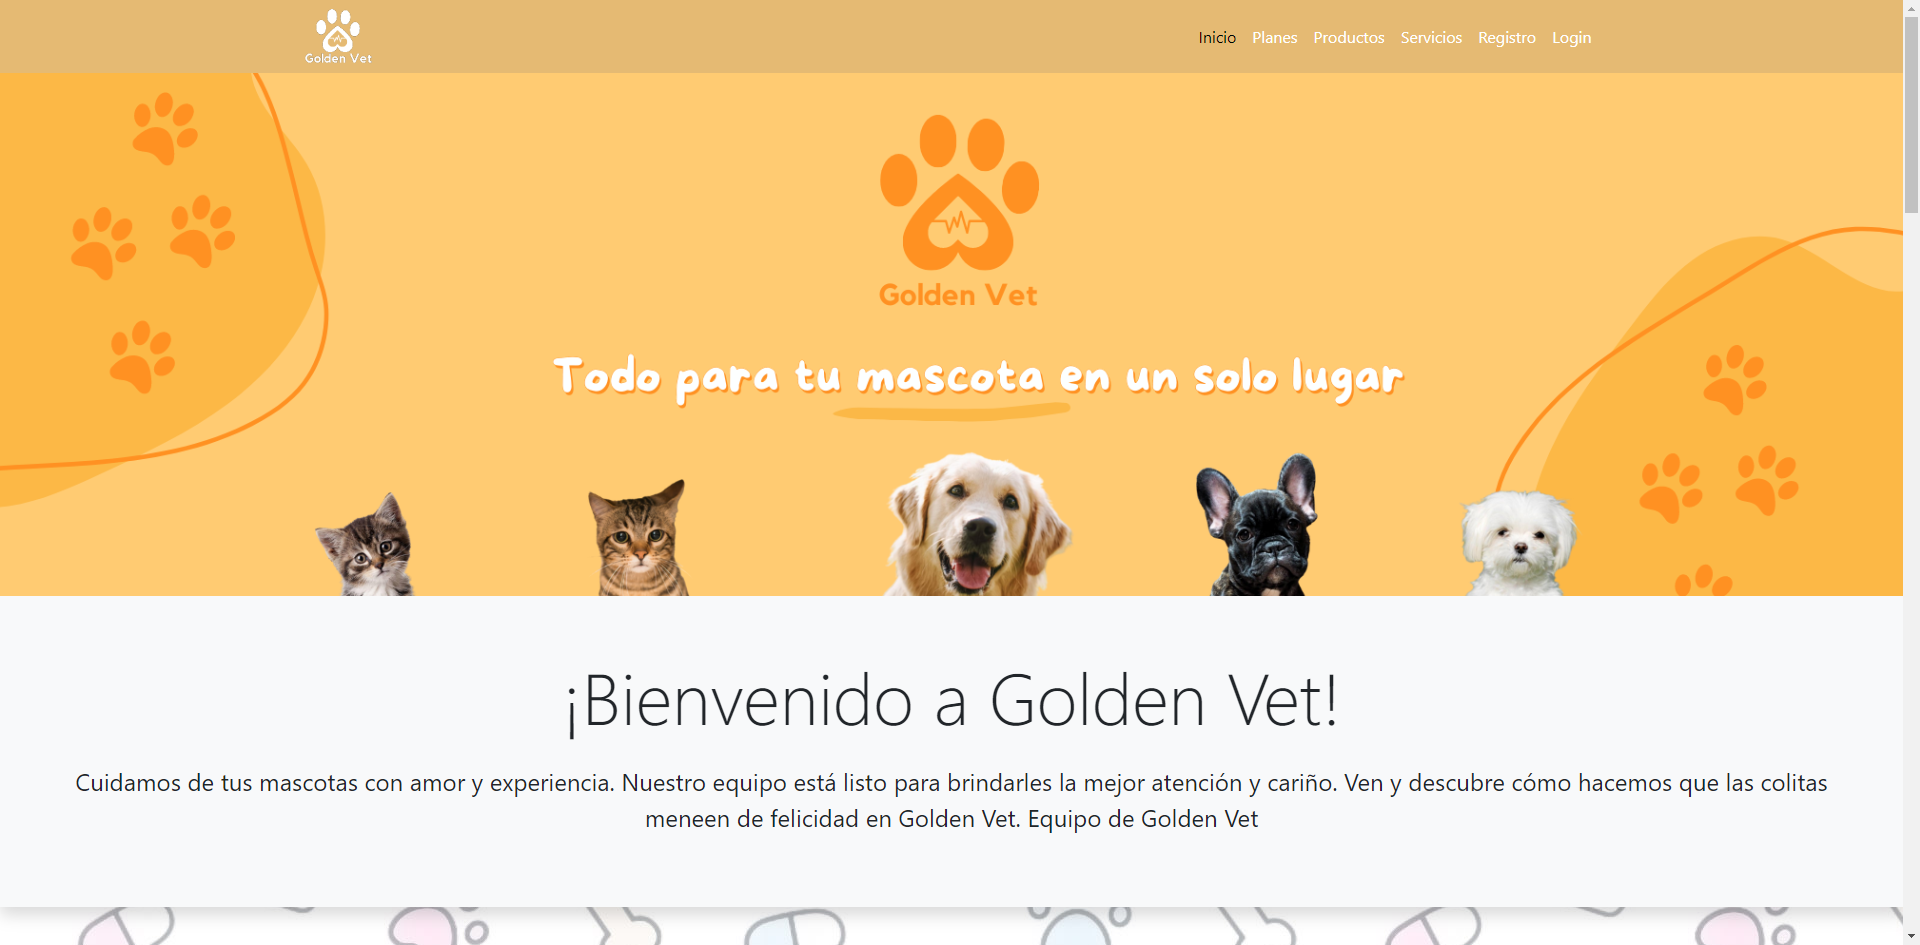 Golden Vet
Inicio Planes Productos Servicios Registro Login
Golden Vet
Todo para tu mascota en un solo lugar
¡Bienvenido a Golden Vet!
Cuidamos de tus mascotas con amor y experiencia. Nuestro equipo está listo para brindarles la mejor atención y cariño. Ven y descubre cómo hacemos que las colitas
meneen de felicidad en Golden Vet. Equipo de Golden Vet